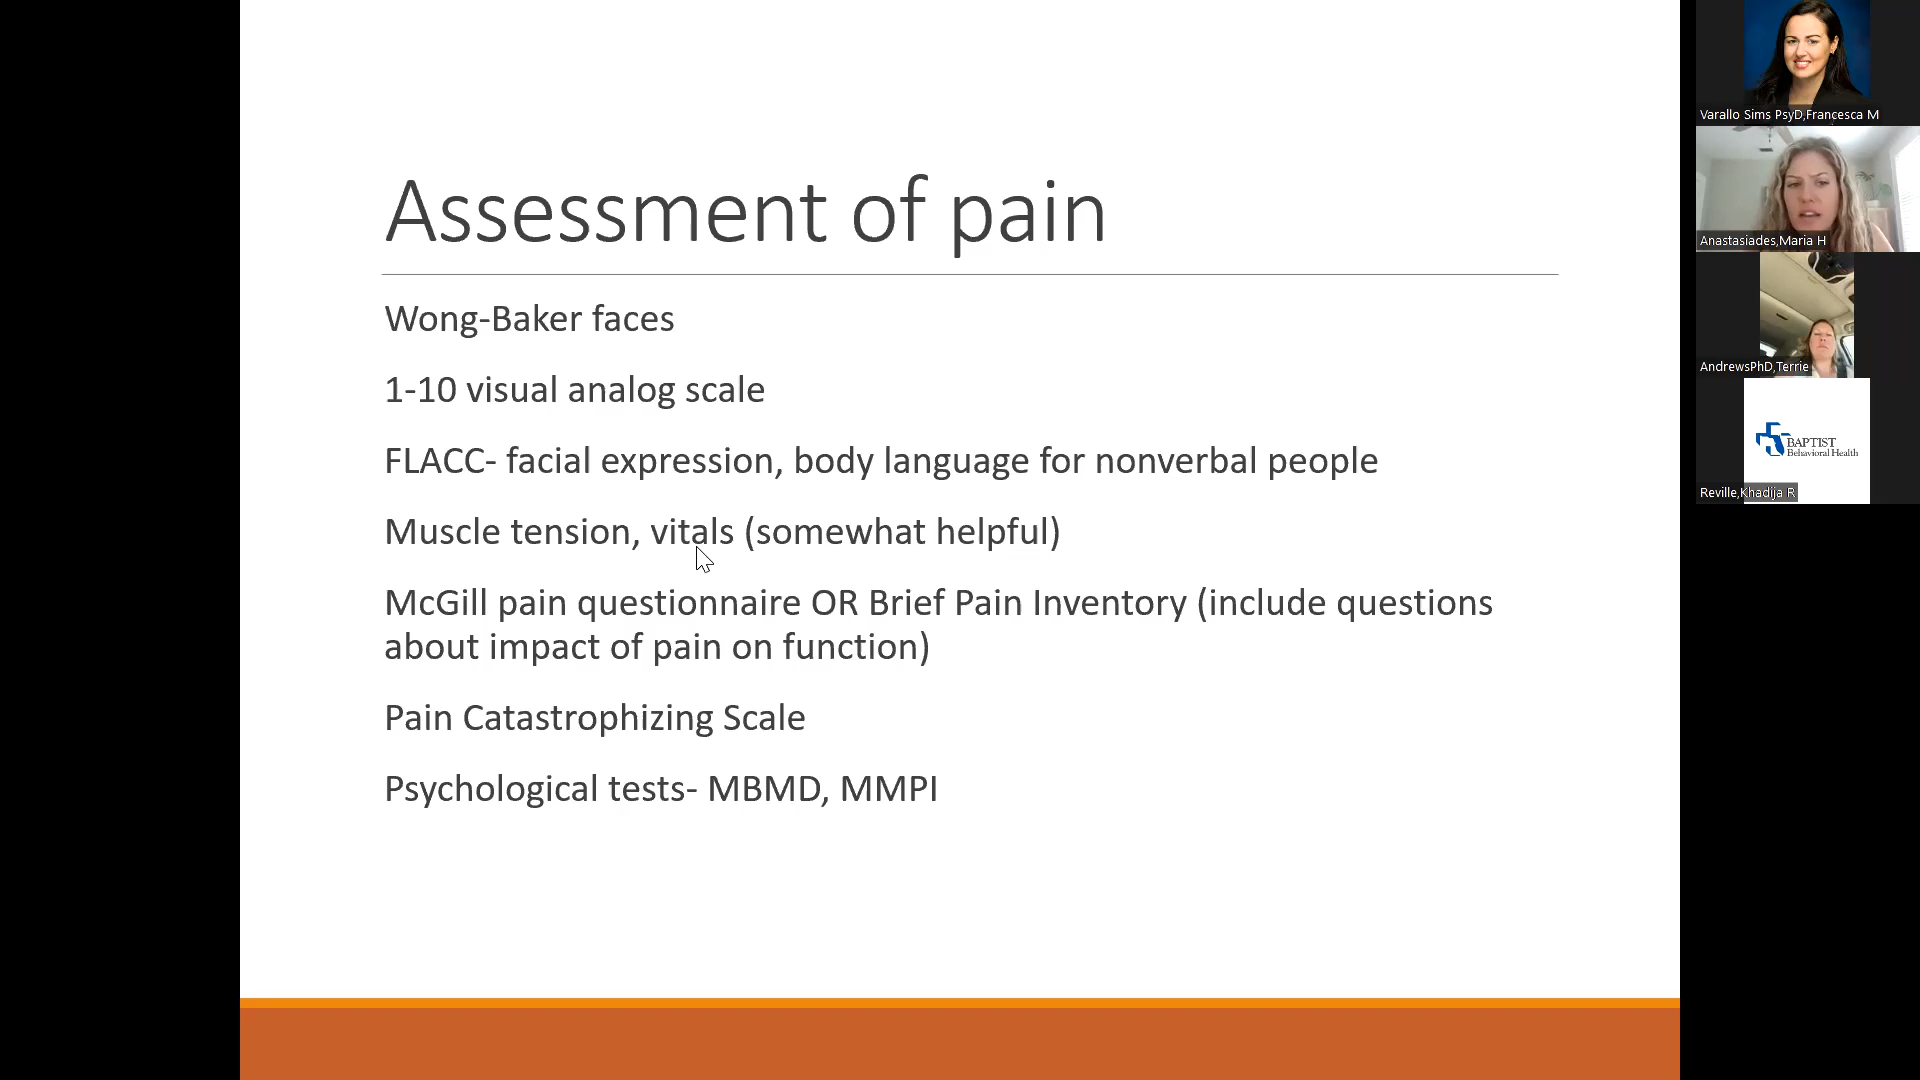 Assessment of pain
Wong-Baker faces
1-10 visual analog scale
FLACC- facial expression, body language for nonverbal people
Muscle tension, vitals (somewhat helpful)
McGill pain questionnaire OR Brief Pain Inventory (include questions
about impact of pain on function)
Pain Catastrophizing Scale
Psychological tests- MBMD, MMPI
Varallo Sims PsyD,Francesca M
Anastasiades,Maria H
AndrewsPhD,Terrie
BAPTIST
Behavioral Health
Reville,Khadija R